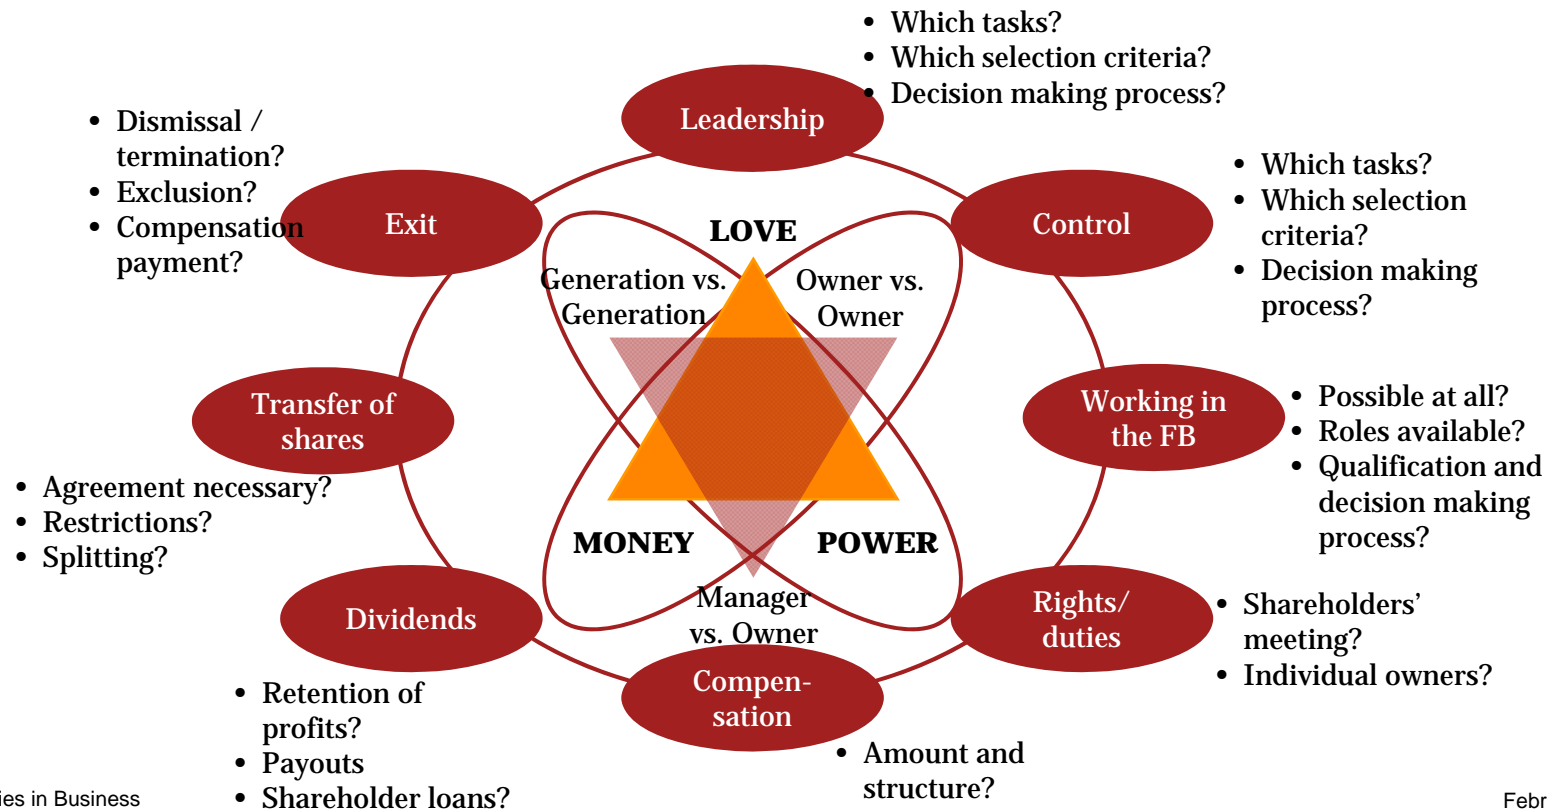 • Which tasks?
• Which selection criteria?
• Decision making process?
Leadership
• Dismissal /
termination?
• Exclusion?
• Compensation
payment?
Exit
Control
• Which tasks?
• Which selection
criteria?
• Decision making
process?
LOVE
Generation vs.
Generation
Owner vs.
Owner
Transfer of
shares
Working in
the FB
• Possible at all?
• Roles available?
• Qualification and
decision making
process?
• Agreement necessary?
• Restrictions?
• Splitting?
MONEY
POWER
Manager
vs. Owner
Dividends
Rights/
duties
• Shareholders’
meeting?
• Individual owners?
Compen-
sation
• Retention of
profits?
• Payouts
• Shareholder loans?
• Amount and
structure?
ies in Business
Febr